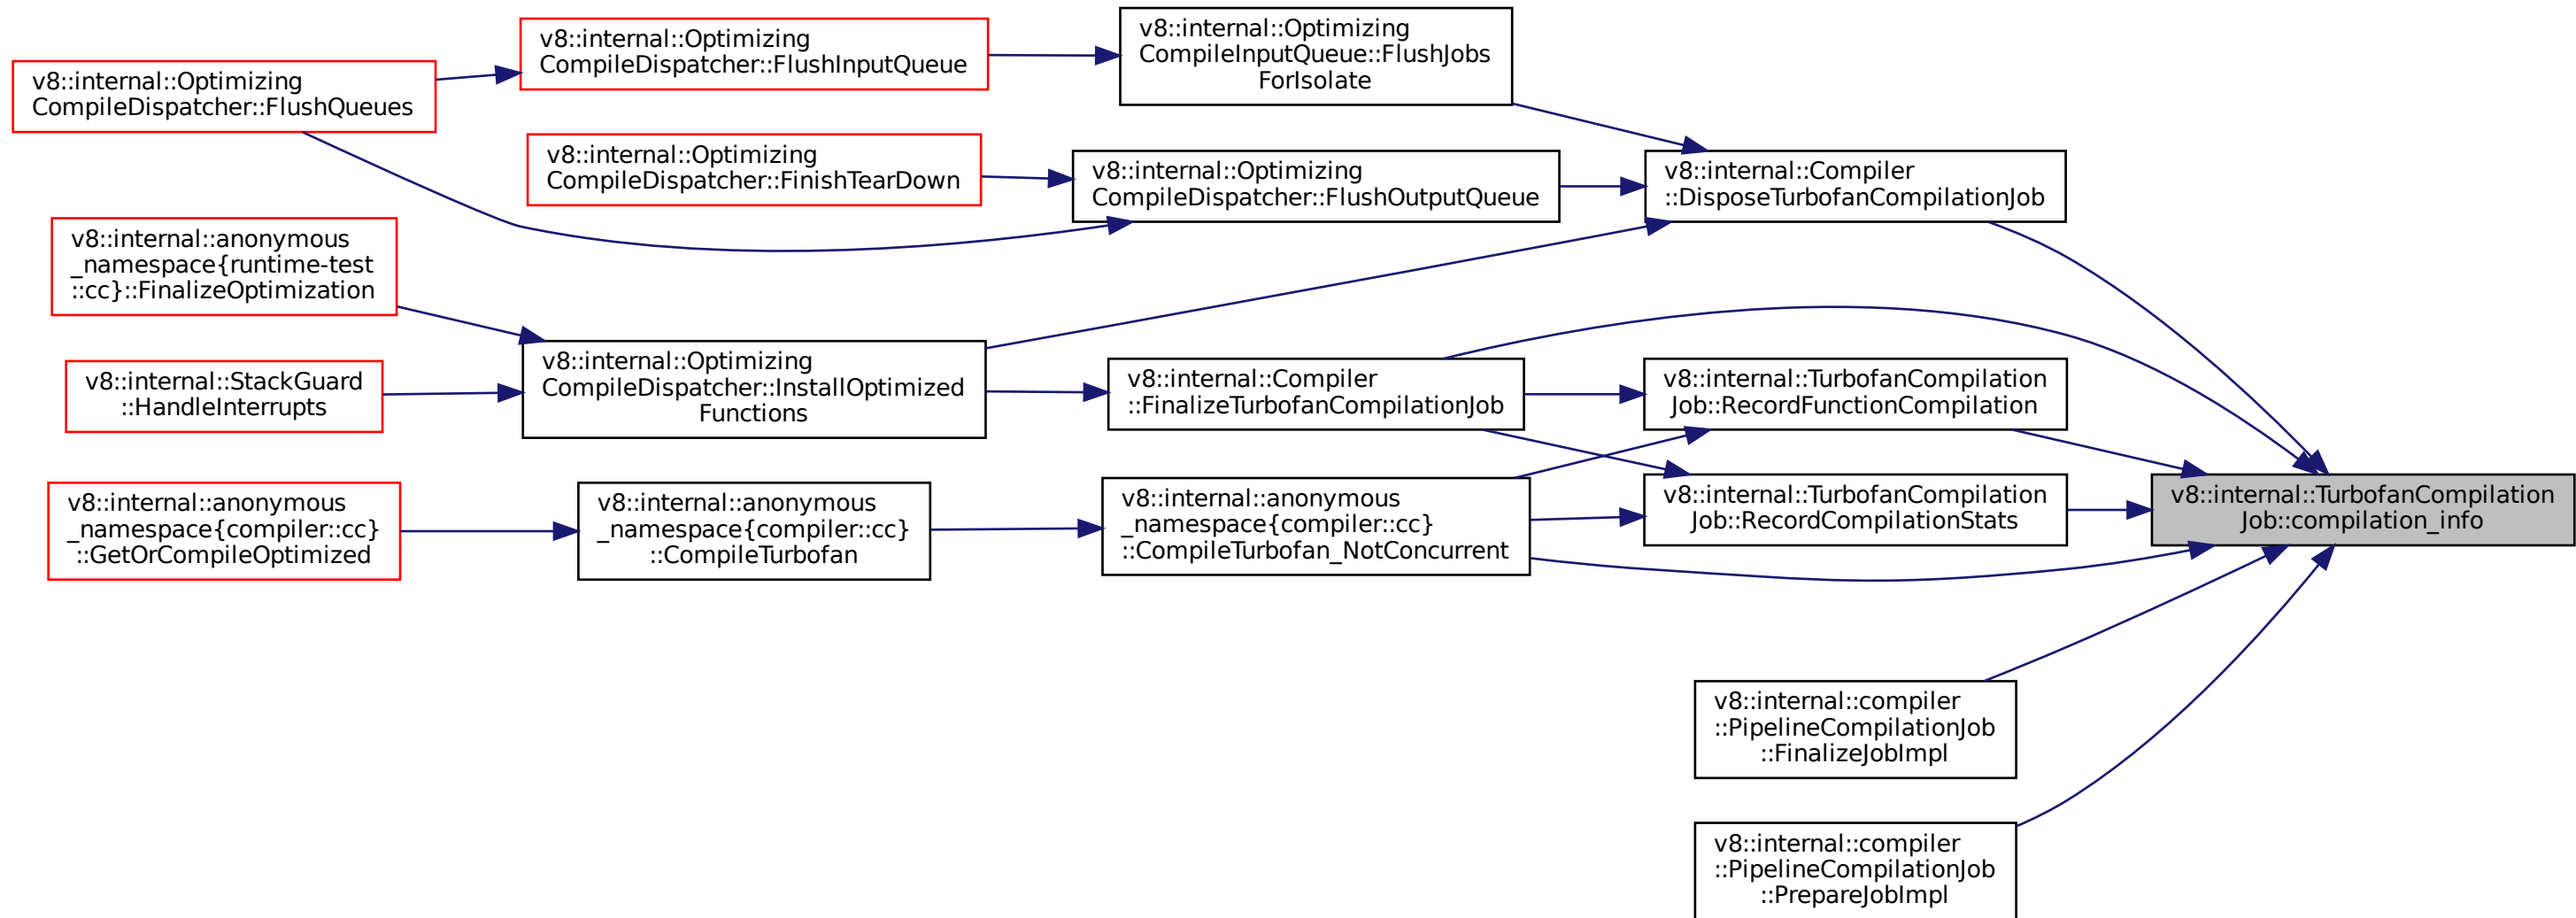 v8::internal::Optimizing
CompileDispatcher::FlushQueues
v8::internal::Optimizing
CompileDispatcher::FlushInputQueue
v8::internal::Optimizing
CompileInputQueue::FlushJobs
ForIsolate
v8::internal::Optimizing
CompileDispatcher::FinishTearDown
v8::internal::Optimizing
CompileDispatcher::FlushOutputQueue
v8::internal::Compiler
::DisposeTurbofanCompilationJob
v8::internal::anonymous
_namespace{runtime-test
::cc}::FinalizeOptimization
v8::internal::StackGuard
::HandleInterrupts
v8::internal::Optimizing
CompileDispatcher::InstallOptimized
Functions
v8::internal::Compiler
::FinalizeTurbofanCompilationJob
v8::internal::TurbofanCompilation
Job::RecordFunctionCompilation
v8::internal::anonymous
_namespace{compiler::cc}
::GetOrCompileOptimized
v8::internal::anonymous
_namespace{compiler::cc}
::CompileTurbofan
v8::internal::anonymous
_namespace{compiler::cc}
::CompileTurbofan_NotConcurrent
v8::internal::TurbofanCompilation
Job::RecordCompilationStats
v8::internal::TurbofanCompilation
Job::compilation_info
v8::internal::compiler
::PipelineCompilationJob
::FinalizeJobImpl
v8::internal::compiler
::PipelineCompilationJob
::PrepareJobImpl